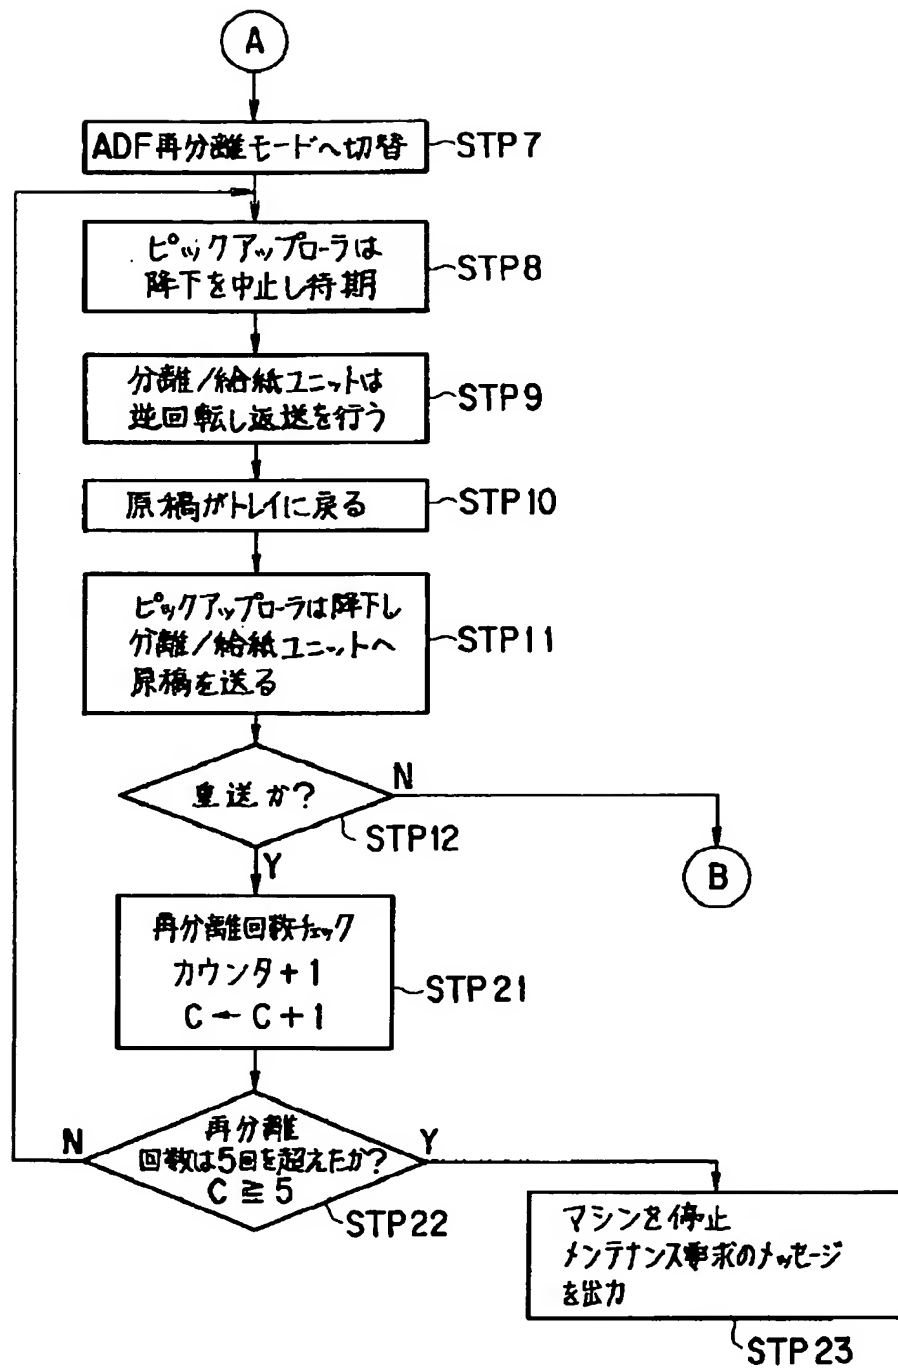 A
ADF再分離モードへ切替
STP7
ピックアップローラは
降下を中止し待期
STP8
分離/給紙ユニットは
逆回転し返送を行う
STP9
原稿がトレイに戻る
STP10
ピックアップローラは降下し
分離/給紙ユニットへ
原稿を送る
STP11
重送か?
N
STP12
Y
B
再分離回数チェック
カウンタ+1
C←C+1
STP21
再分離
回数は5回を超えたか?
C≧5
N
Y
STP22
マシンを停止
メンテナンス要求のメッセージ
を出力
STP23